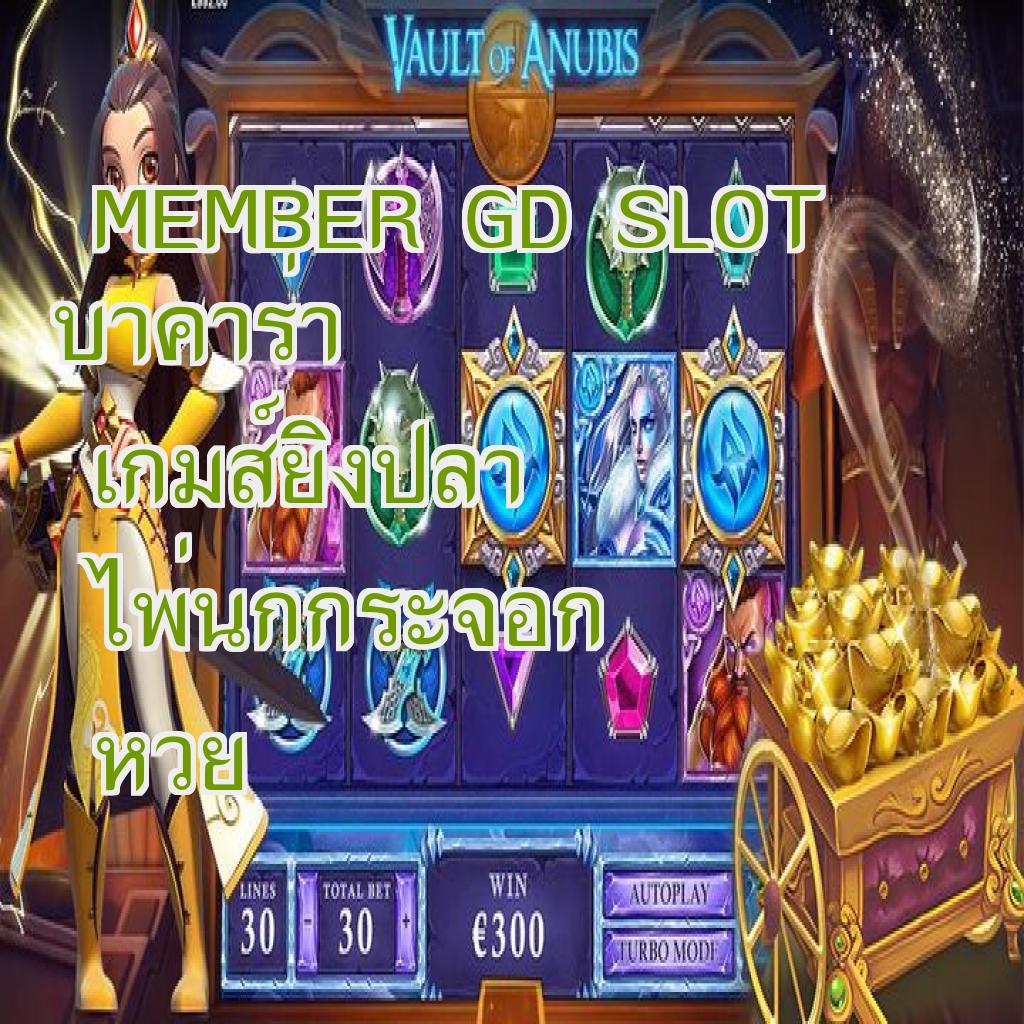 VAULT OF ANUBIS
MEMBER GD SLOT
บาคาร่า
เกมส์ยิงปลา
ไพ่นกกระจอก
หวย
LINES
30
TOTAL BET
- 30 +
WIN
€300
AUTOPLAY
TURBO MODE